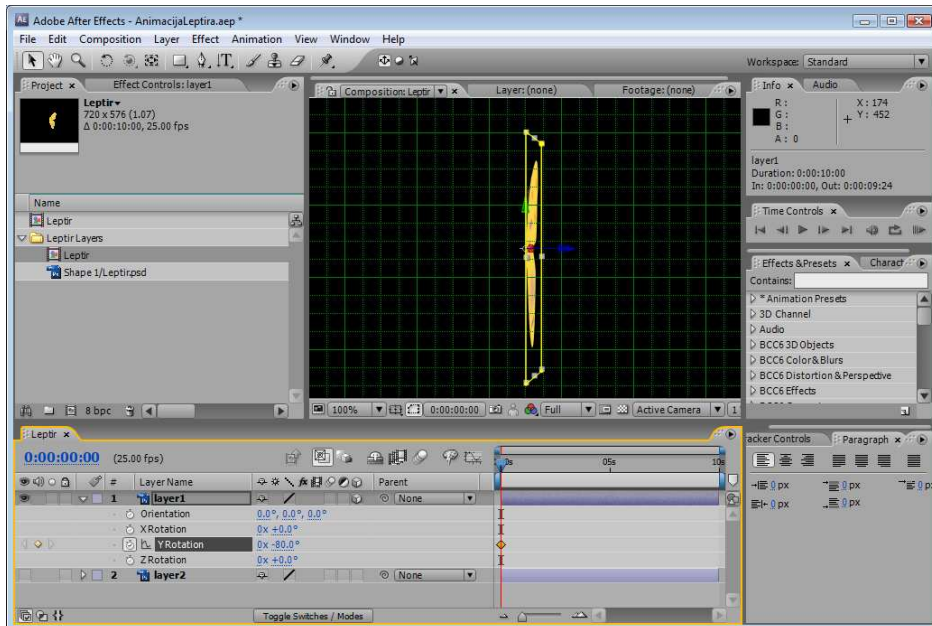 Adobe After Effects - AnimacijaLeptira.aep *
File Edit Composition Layer Effect Animation View Window Help
Workspace: Standard
Project × Effect Controls: layer1
Leptir
720 x 576 (1.07)
Δ 0:00:10:00, 25.00 fps
Name
Leptir
Leptir Layers
Leptir
Shape 1/Leptir.psd
8 bpc
Composition: Leptir × Layer: (none) Footage: (none)
100% 0:00:00:00 Full Active Camera 1
Info × Audio
R: X: 174
G: Y: 452
B:
A: 0
layer1
Duration: 0:00:10:00
In: 0:00:00:00, Out: 0:00:09:24
Time Controls ×
Effects & Presets × Charact
Contains:
* Animation Presets
3D Channel
Audio
BCC6 3D Objects
BCC6 Color & Blurs
BCC6 Distortion & Perspective
BCC6 Effects
Leptir ×
0:00:00:00 (25.00 fps)
0s 05s 10s
# Layer Name Parent
1 layer1 None
Orientation 0.0°, 0.0°, 0.0°
X Rotation 0x +0.0°
Y Rotation 0x -80.0°
Z Rotation 0x +0.0°
2 layer2 None
Toggle Switches / Modes
racker Controls Paragraph ×
0 px 0 px 0 p
0 px 0 px